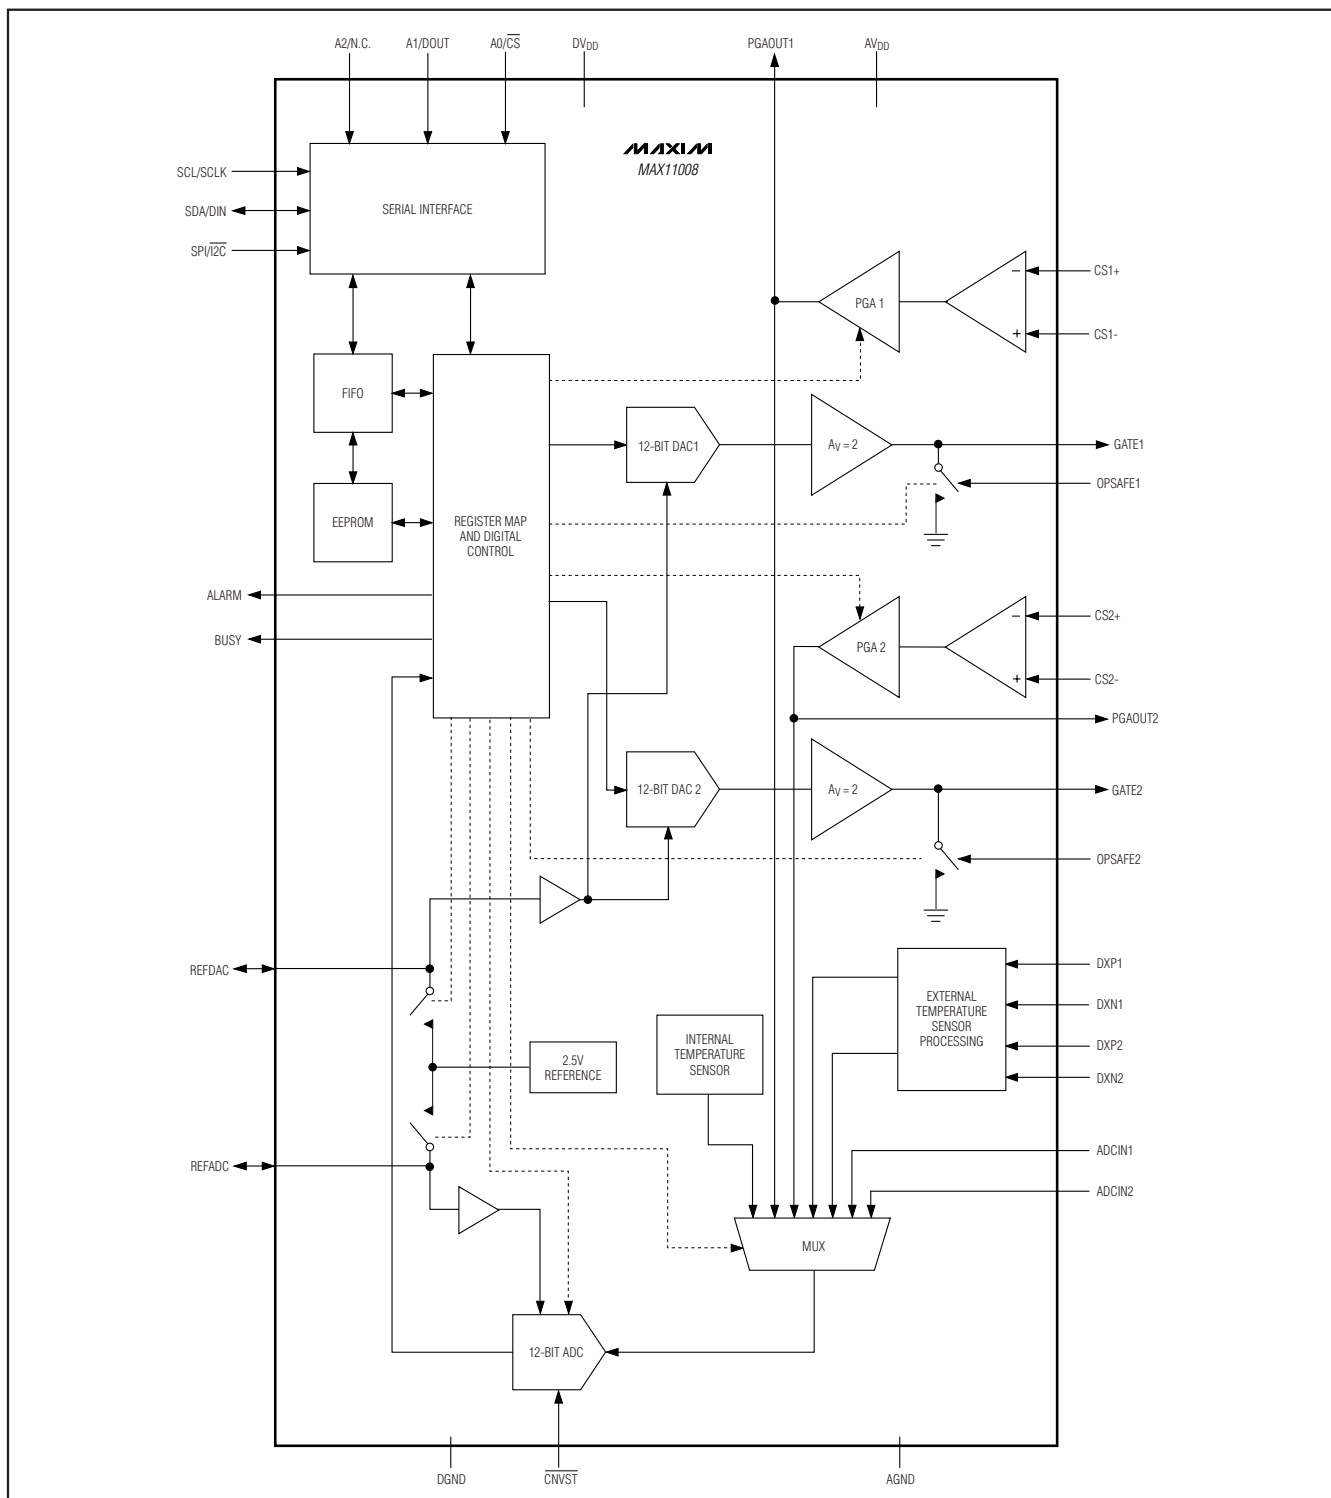 A2/N.C.
A1/DOUT
A0/C̅S̅
DVDD
PGAOUT1
AVDD
MAXIM
MAX11008
SCL/SCLK
SDA/DIN
SPI/I̅2̅C̅
SERIAL INTERFACE
PGA 1
−
+
CS1+
CS1-
FIFO
EEPROM
REGISTER MAP
AND DIGITAL
CONTROL
12-BIT DAC1
AV = 2
GATE1
OPSAFE1
ALARM
BUSY
PGA 2
−
+
CS2+
CS2-
PGAOUT2
12-BIT DAC 2
AV = 2
GATE2
OPSAFE2
REFDAC
2.5V
REFERENCE
INTERNAL
TEMPERATURE
SENSOR
EXTERNAL
TEMPERATURE
SENSOR
PROCESSING
DXP1
DXN1
DXP2
DXN2
REFADC
ADCIN1
ADCIN2
MUX
12-BIT ADC
DGND
C̅N̅V̅S̅T̅
AGND